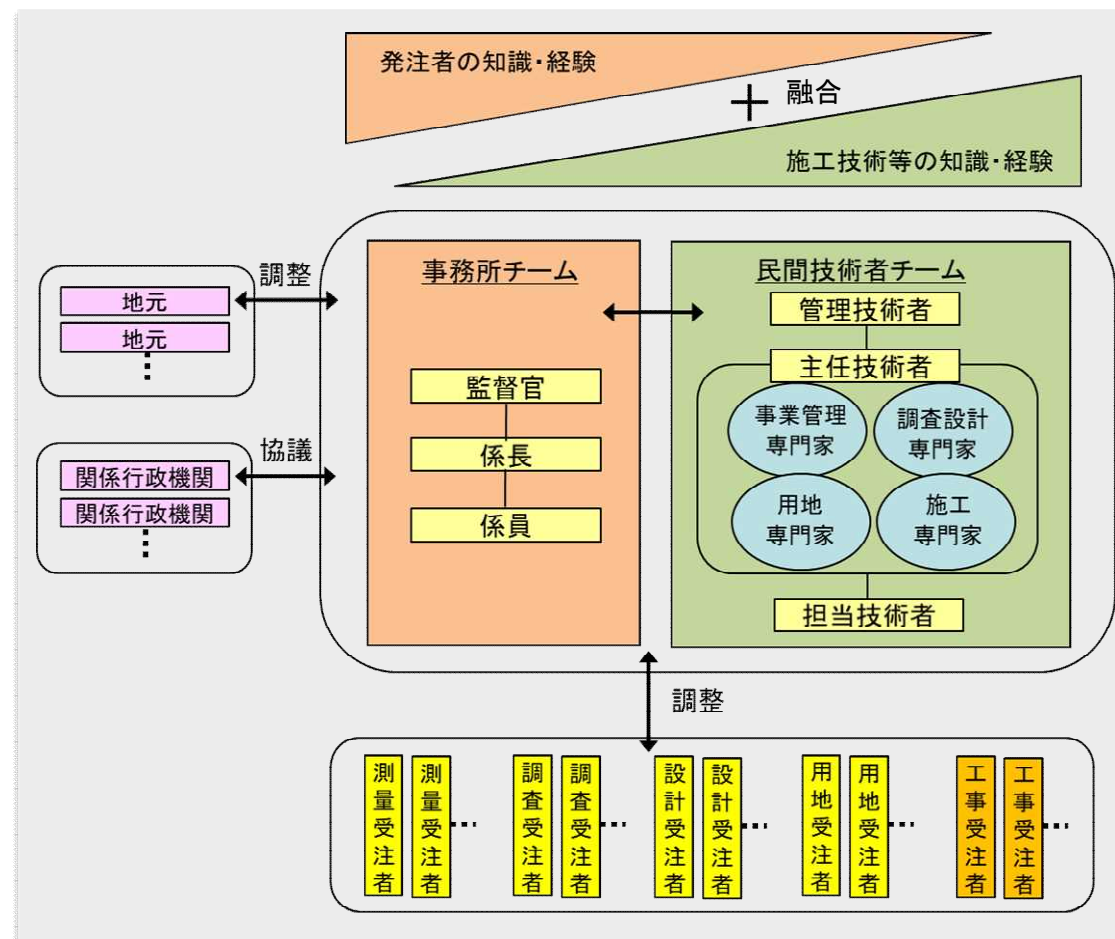 発注者の知識・経験
＋ 融合
施工技術等の知識・経験
事務所チーム
監督官
係長
係員
民間技術者チーム
管理技術者
主任技術者
事業管理
専門家
調査設計
専門家
用地
専門家
施工
専門家
担当技術者
調整
地元
地元
協議
関係行政機関
関係行政機関
調整
測量受注者
測量受注者
調査受注者
調査受注者
設計受注者
設計受注者
用地受注者
用地受注者
工事受注者
工事受注者